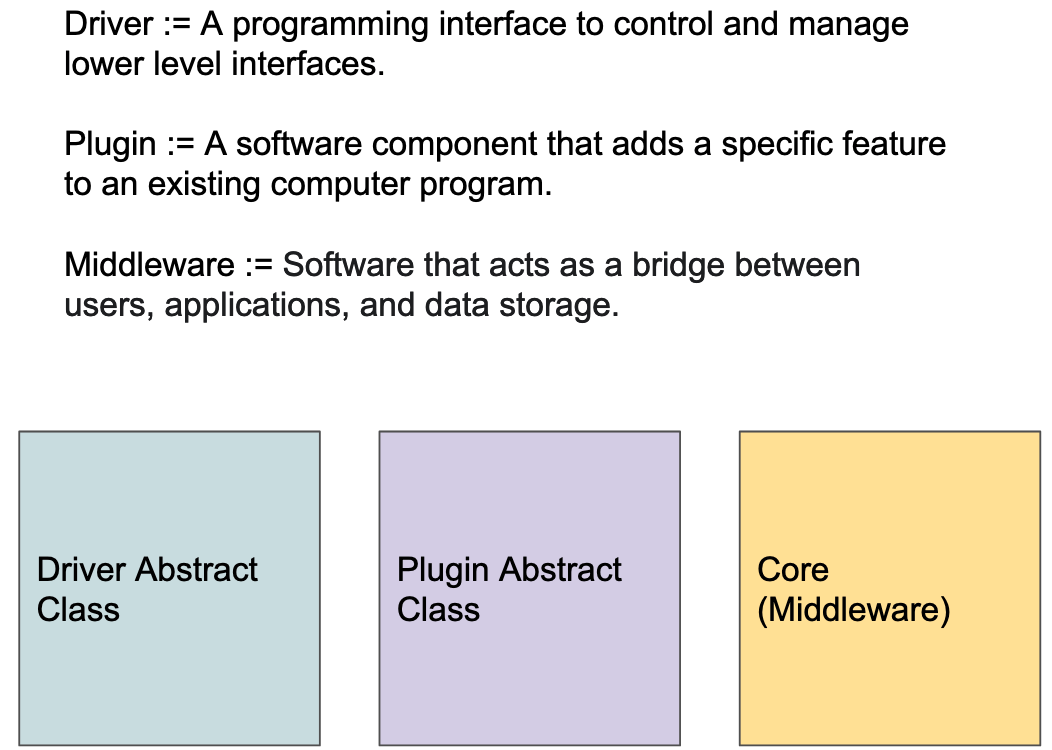 Driver := A programming interface to control and manage
lower level interfaces.
Plugin := A software component that adds a specific feature
to an existing computer program.
Middleware := Software that acts as a bridge between
users, applications, and data storage.
Driver Abstract
Class
Plugin Abstract
Class
Core
(Middleware)